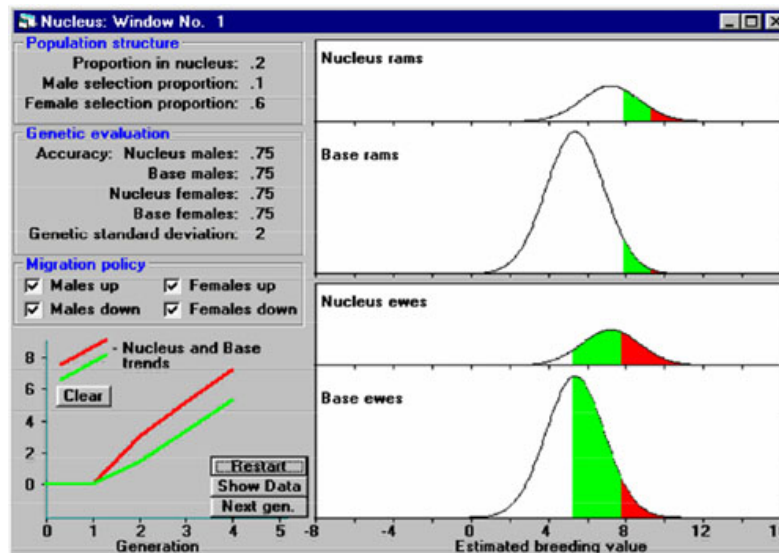 Nucleus: Window No. 1
Population structure
Proportion in nucleus: .2
Male selection proportion: .1
Female selection proportion: .6
Genetic evaluation
Accuracy: Nucleus males: .75
Base males: .75
Nucleus females: .75
Base females: .75
Genetic standard deviation: 2
Migration policy
Males up Females up
Males down Females down
- Nucleus and Base
trends
Clear
8
6
4
2
0
Restart
Show Data
Next gen.
0 1 2 3 4 5
Generation
Nucleus rams
Base rams
Nucleus ewes
Base ewes
-8 -4 0 4 8 12 16
Estimated breeding value